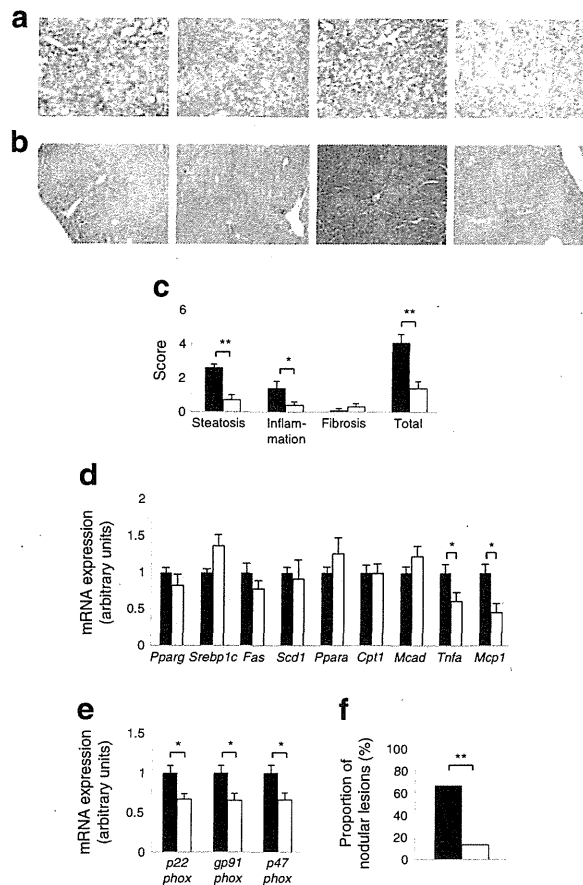 a
b
c
6
4
2
0
Score
**
*
**
Steatosis
Inflam-
mation
Fibrosis
Total
d
2
1.5
1
0.5
0
mRNA expression
(arbitrary units)
*
*
Pparg Srebp1c Fas Scd1 Ppara Cpt1 Mcad Tnfa Mcp1
e
1.5
1
0.5
0
mRNA expression
(arbitrary units)
*
*
*
p22 gp91 p47
phox phox phox
f
100
80
60
40
20
0
Proportion of
nodular lesions (%)
**